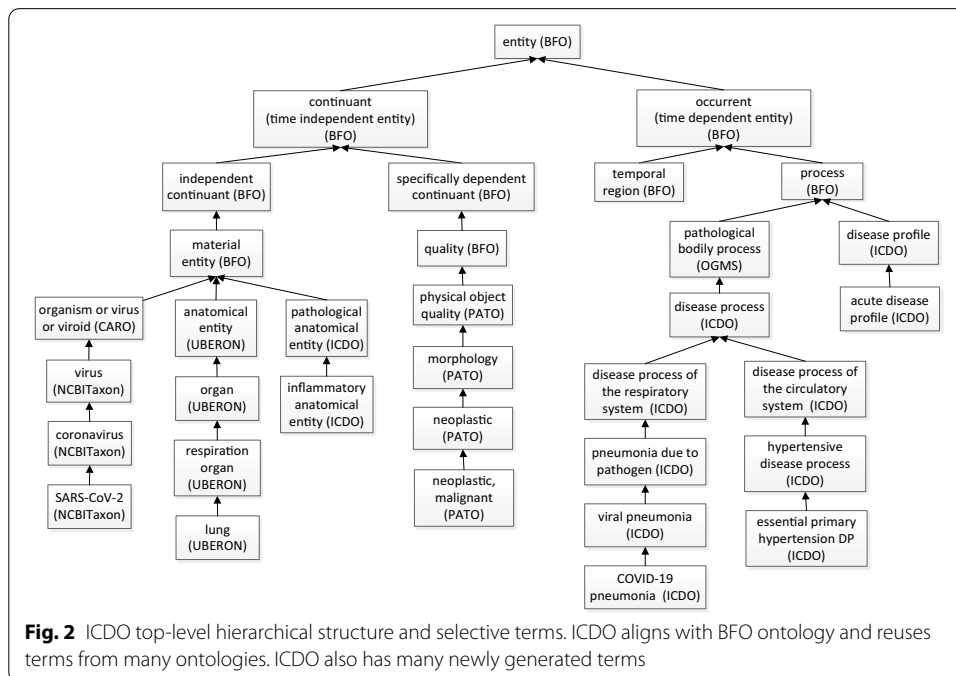 entity (BFO)
continuant
(time independent entity)
(BFO)
occurrent
(time dependent entity)
(BFO)
independent
continuant (BFO)
specifically dependent
continuant (BFO)
temporal
region (BFO)
process
(BFO)
material
entity (BFO)
quality (BFO)
pathological
bodily process
(OGMS)
disease profile
(ICDO)
organism or virus
or viroid (CARO)
anatomical
entity
(UBERON)
pathological
anatomical
entity (ICDO)
physical object
quality (PATO)
disease process
(ICDO)
acute disease
profile (ICDO)
virus
(NCBITaxon)
organ
(UBERON)
inflammatory
anatomical
entity (ICDO)
morphology
(PATO)
disease process of
the respiratory
system (ICDO)
disease process of
the circulatory
system (ICDO)
coronavirus
(NCBITaxon)
respiration
organ
(UBERON)
neoplastic
(PATO)
pneumonia due to
pathogen (ICDO)
hypertensive
disease process
(ICDO)
SARS-CoV-2
(NCBITaxon)
lung
(UBERON)
neoplastic,
malignant
(PATO)
viral pneumonia
(ICDO)
essential primary
hypertension DP
(ICDO)
COVID-19
pneumonia (ICDO)
Fig. 2 ICDO top-level hierarchical structure and selective terms. ICDO aligns with BFO ontology and reuses
terms from many ontologies. ICDO also has many newly generated terms